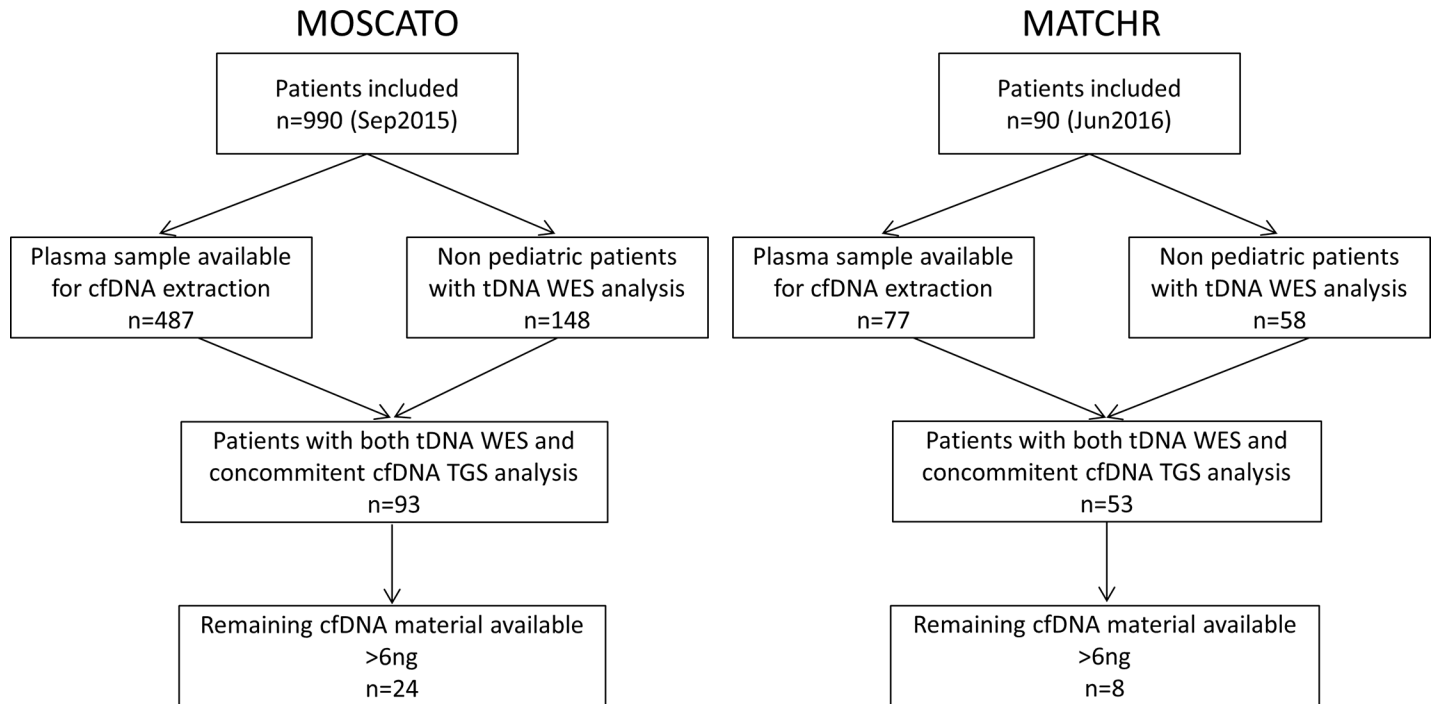 MOSCATO
Patients included
n=990 (Sep2015)
Plasma sample available
for cfDNA extraction
n=487
Non pediatric patients
with tDNA WES analysis
n=148
Patients with both tDNA WES and
concommitent cfDNA TGS analysis
n=93
Remaining cfDNA material available
>6ng
n=24
MATCHR
Patients included
n=90 (Jun2016)
Plasma sample available
for cfDNA extraction
n=77
Non pediatric patients
with tDNA WES analysis
n=58
Patients with both tDNA WES and
concommitent cfDNA TGS analysis
n=53
Remaining cfDNA material available
>6ng
n=8